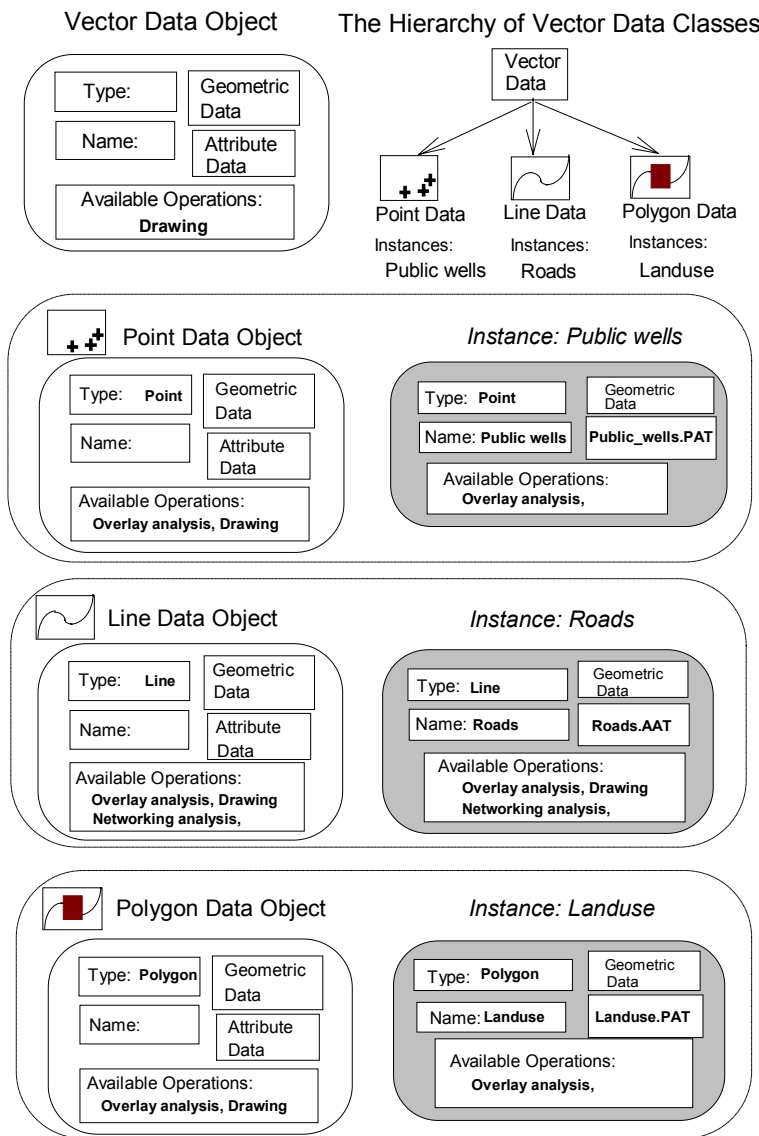 Vector Data Object
Type:
Geometric
Data
Name:
Attribute
Data
Available Operations:
Drawing
The Hierarchy of Vector Data Classes
Vector
Data
Point Data
Line Data
Polygon Data
Instances:
Instances:
Instances:
Public wells
Roads
Landuse
Point Data Object
Type: Point
Geometric
Data
Name:
Attribute
Data
Available Operations:
Overlay analysis, Drawing
Instance: Public wells
Type: Point
Geometric
Data
Name: Public wells
Public_wells.PAT
Available Operations:
Overlay analysis,
Line Data Object
Type: Line
Geometric
Data
Name:
Attribute
Data
Available Operations:
Overlay analysis, Drawing
Networking analysis,
Instance: Roads
Type: Line
Geometric
Data
Name: Roads
Roads.AAT
Available Operations:
Overlay analysis, Drawing
Networking analysis,
Polygon Data Object
Type: Polygon
Geometric
Data
Name:
Attribute
Data
Available Operations:
Overlay analysis, Drawing
Instance: Landuse
Type: Polygon
Geometric
Data
Name: Landuse
Landuse.PAT
Available Operations:
Overlay analysis,